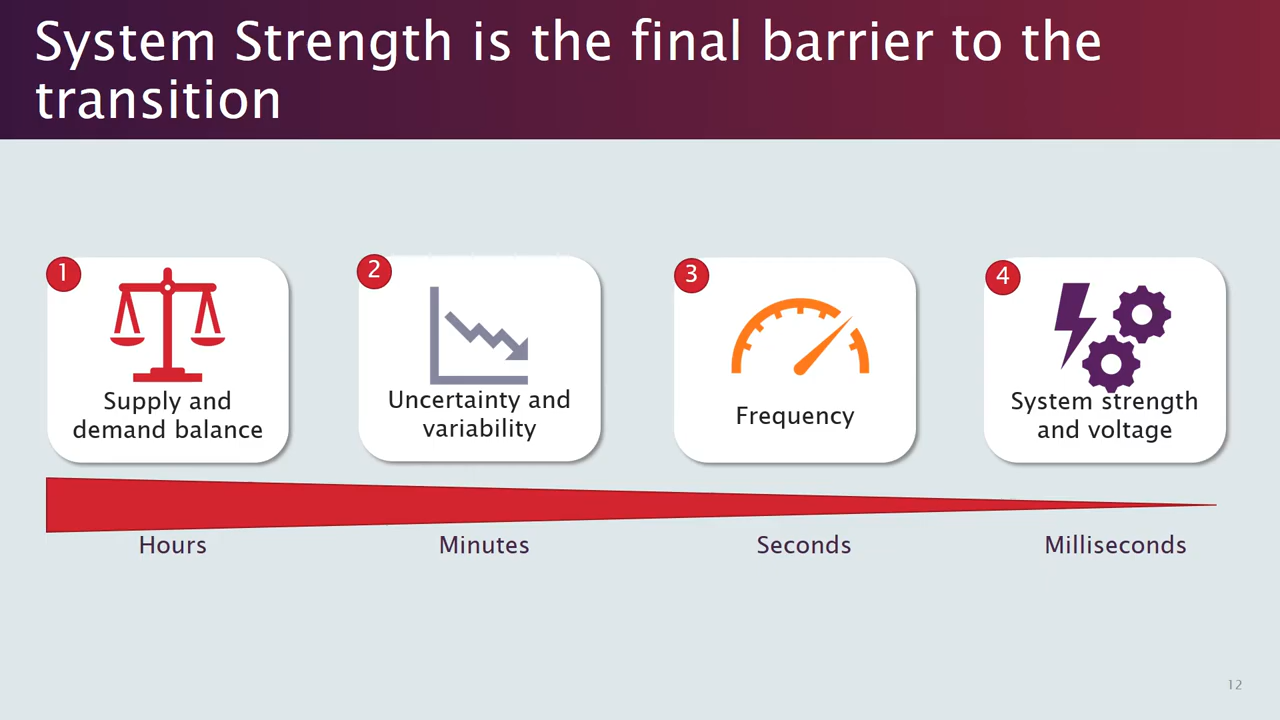 System Strength is the final barrier to the
transition
1
Supply and
demand balance
2
Uncertainty and
variability
3
Frequency
4
System strength
and voltage
Hours
Minutes
Seconds
Milliseconds
12